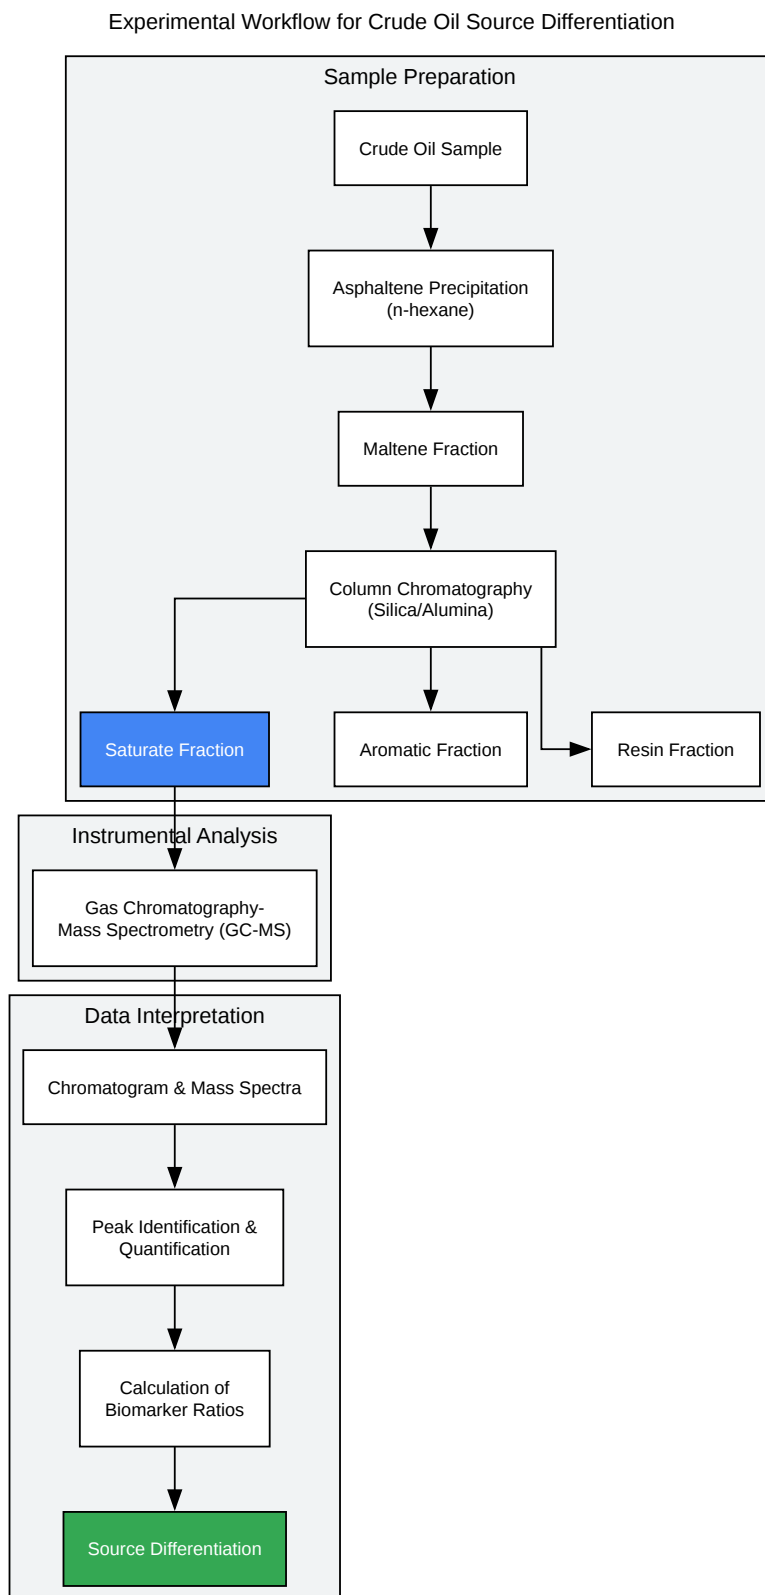 Experimental Workflow for Crude Oil Source Differentiation
Sample Preparation
Crude Oil Sample
Asphaltene Precipitation
(n-hexane)
Maltene Fraction
Column Chromatography
(Silica/Alumina)
Saturate Fraction
Aromatic Fraction
Resin Fraction
Instrumental Analysis
Gas Chromatography-
Mass Spectrometry (GC-MS)
Data Interpretation
Chromatogram & Mass Spectra
Peak Identification &
Quantification
Calculation of
Biomarker Ratios
Source Differentiation